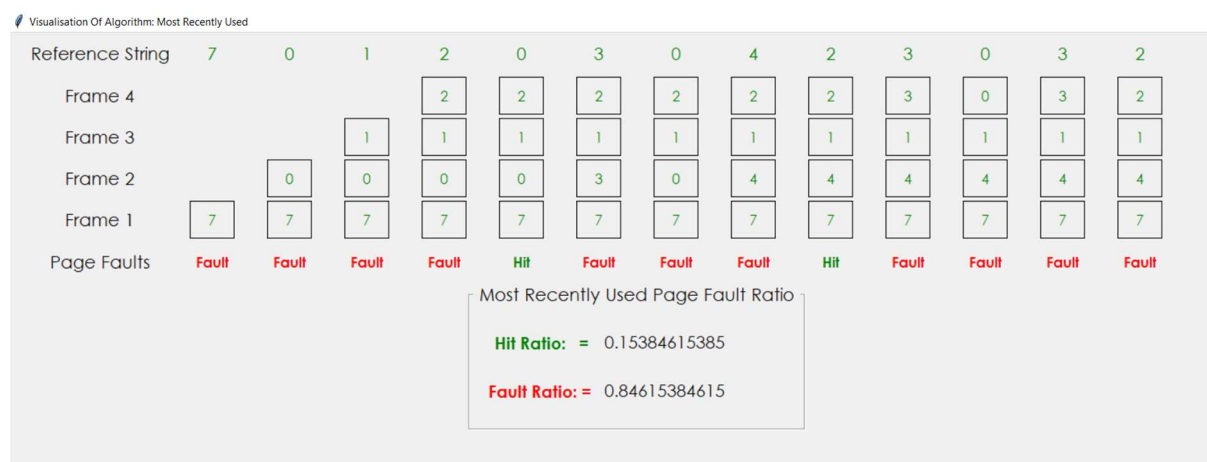 Visualisation Of Algorithm: Most Recently Used
Reference String 7 0 1 2 0 3 0 4 2 3 0 3 2
Frame 4 2 2 2 2 2 2 3 0 3 2
Frame 3 1 1 1 1 1 1 1 1 1 1 1
Frame 2 0 0 0 0 3 0 4 4 4 4 4 4
Frame 1 7 7 7 7 7 7 7 7 7 7 7 7 7
Page Faults Fault Fault Fault Fault Hit Fault Fault Fault Hit Fault Fault Fault Fault
Most Recently Used Page Fault Ratio
Hit Ratio: = 0.15384615385
Fault Ratio: = 0.84615384615